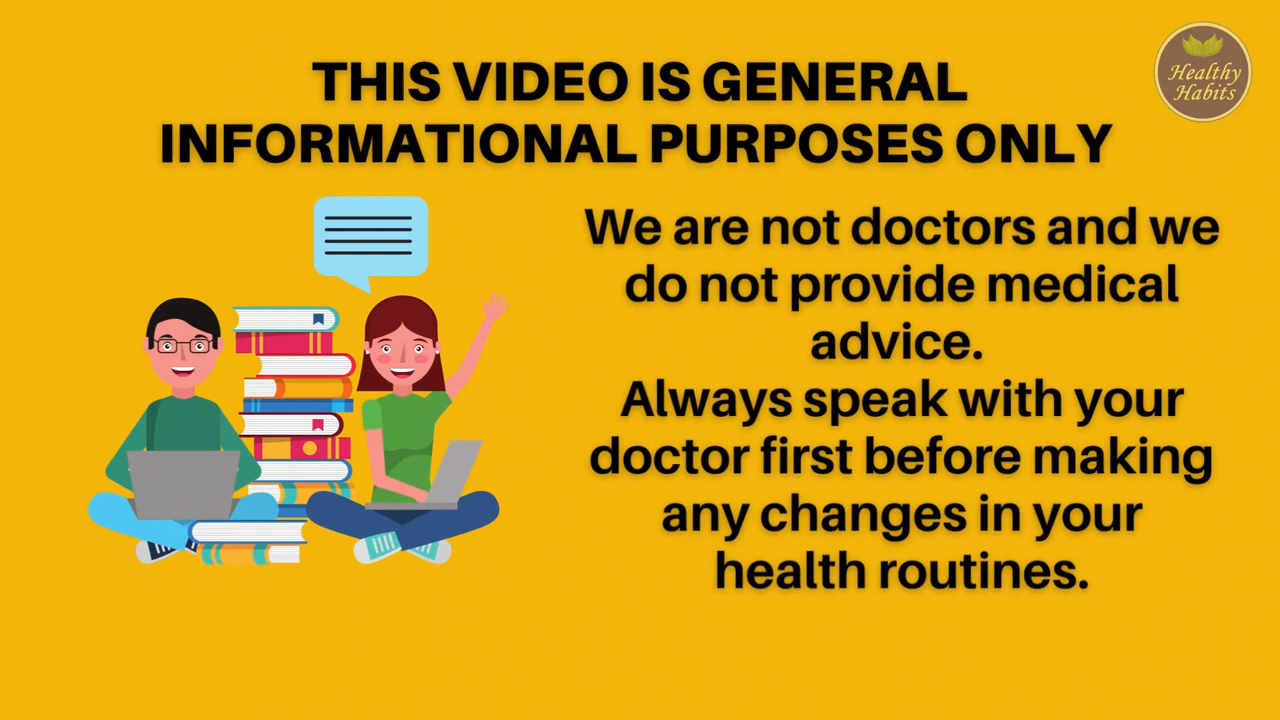 THIS VIDEO IS GENERAL
INFORMATIONAL PURPOSES ONLY
Healthy
Habits
We are not doctors and we
do not provide medical
advice.
Always speak with your
doctor first before making
any changes in your
health routines.